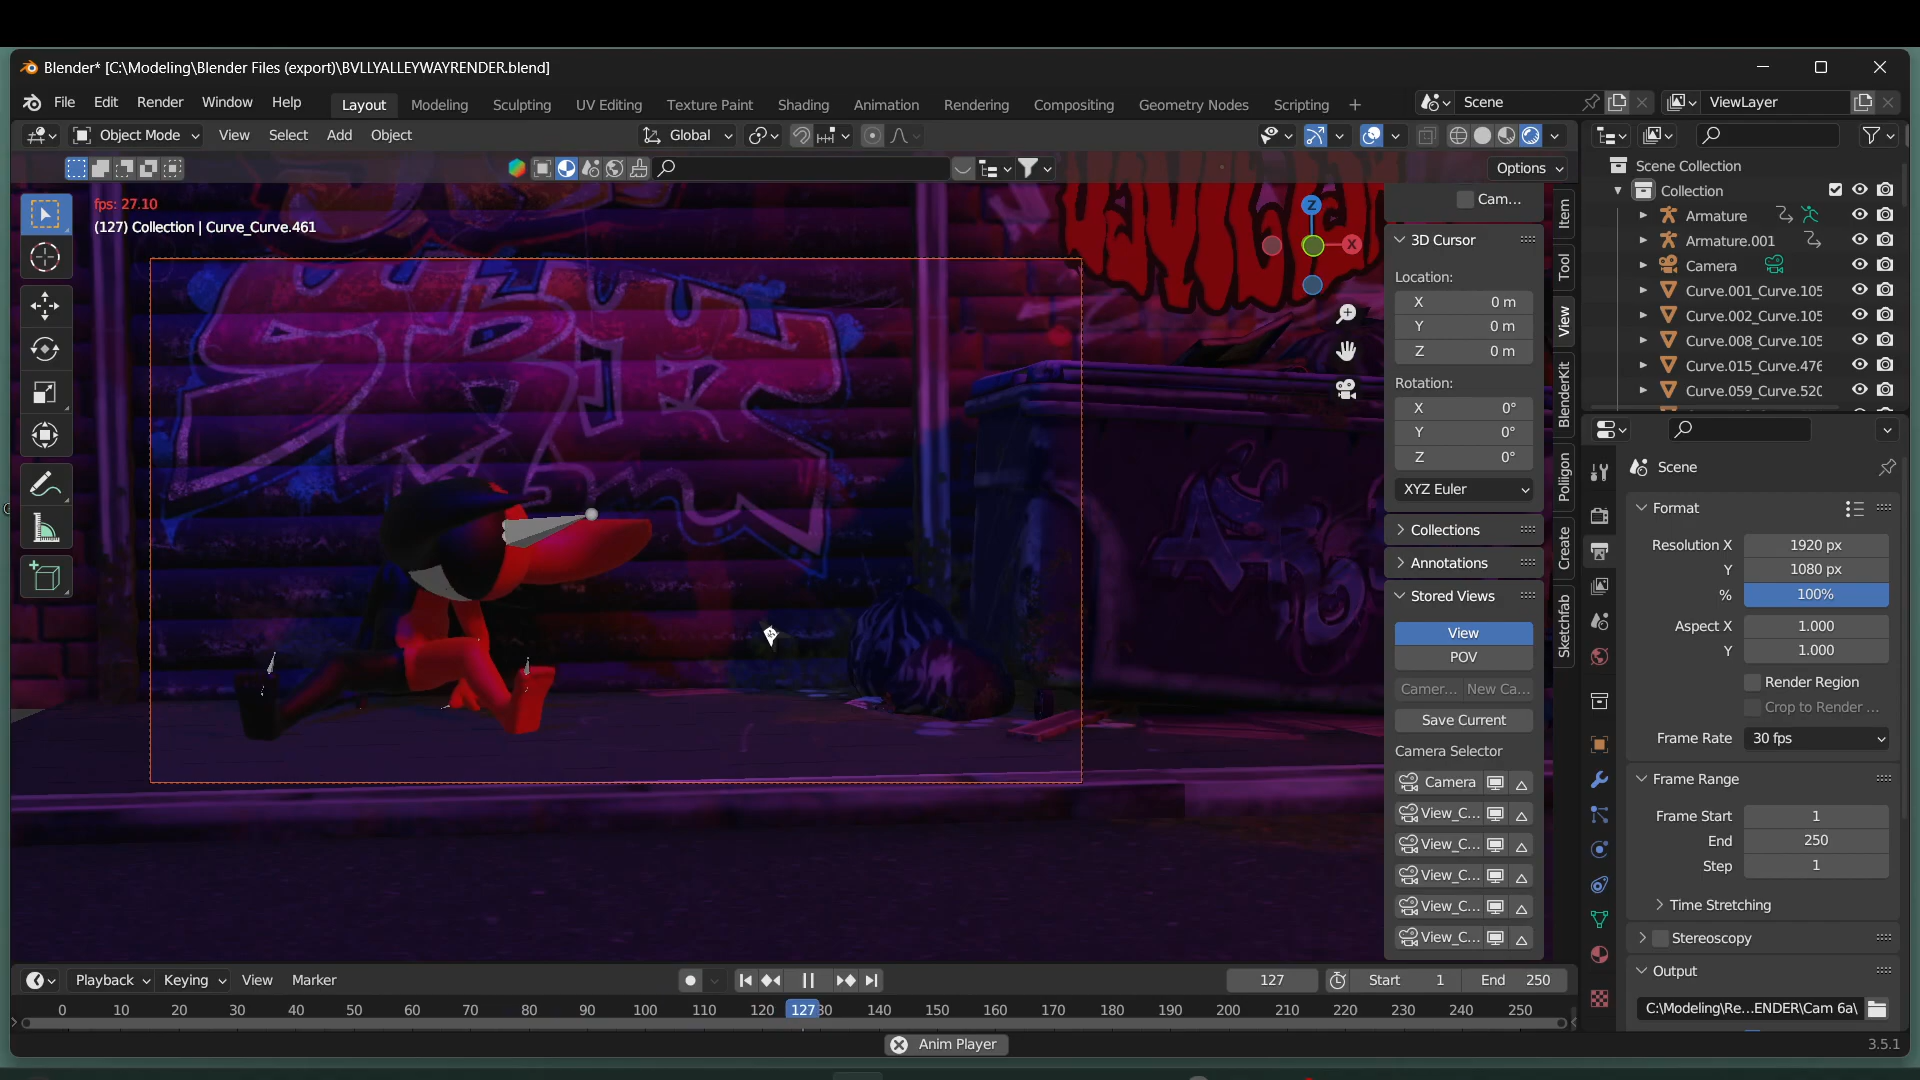 Blender* [C:\Modeling\Blender Files (export)\BVLLYALLEYWAYRENDER.blend]
File Edit Render Window Help
Layout Modeling Sculpting UV Editing Texture Paint Shading Animation Rendering Compositing Geometry Nodes Scripting +
Scene
ViewLayer
Object Mode View Select Add Object
Global
Options
fps: 27.10
(127) Collection | Curve_Curve.461
Z
X
Cam...
3D Cursor
Location:
X 0 m
Y 0 m
Z 0 m
Rotation:
X 0°
Y 0°
Z 0°
XYZ Euler
Collections
Annotations
Stored Views
View
POV
Camer... New Ca...
Save Current
Camera Selector
Camera
View_C...
View_C...
View_C...
View_C...
View_C...
Item
Tool
View
BlenderKit
Poliigon
Create
Sketchfab
Scene Collection
Collection
Armature
Armature.001
Camera
Curve.001_Curve.105
Curve.002_Curve.105
Curve.008_Curve.105
Curve.015_Curve.476
Curve.059_Curve.520
Scene
Format
Resolution X 1920 px
Y 1080 px
% 100%
Aspect X 1.000
Y 1.000
Render Region
Crop to Render ...
Frame Rate 30 fps
Frame Range
Frame Start 1
End 250
Step 1
Time Stretching
Stereoscopy
Output
C:\Modeling\Re...ENDER\Cam 6a\
Playback Keying View Marker
127 Start 1 End 250
0 10 20 30 40 50 60 70 80 90 100 110 120 127 30 140 150 160 170 180 190 200 210 220 230 240 250
Anim Player
3.5.1